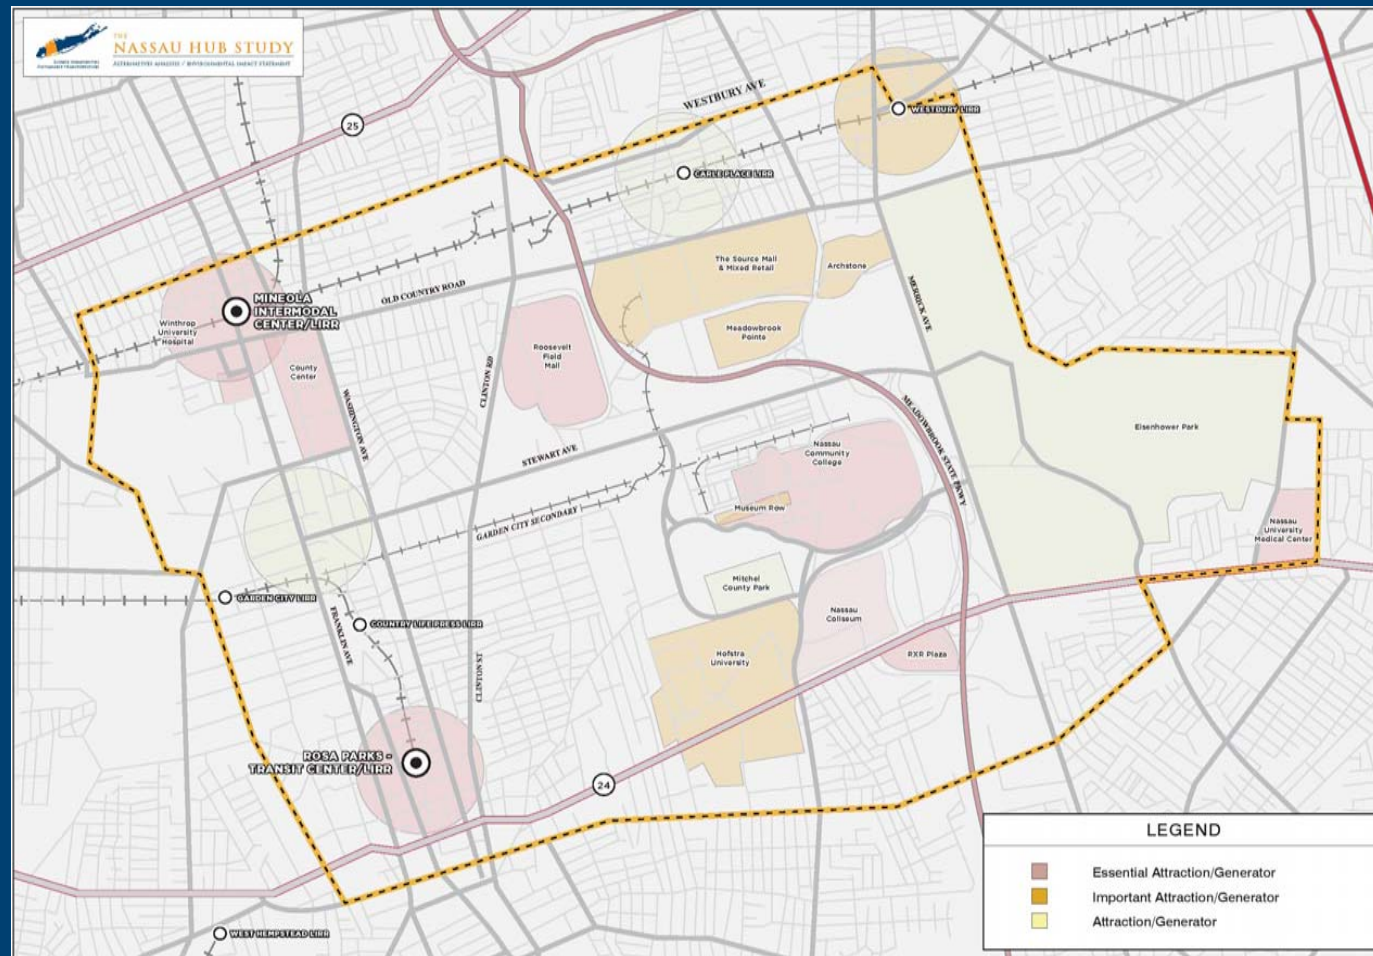 THE
NASSAU HUB STUDY
ALTERNATIVES ANALYSIS / ENVIRONMENTAL IMPACT STATEMENT
25
WESTBURY AVE
WESTBURY LIRR
CARLE PLACE LIRR
The Source Mall
& Mixed Retail
Archstone
MINEOLA
INTERMODAL
CENTER/LIRR
OLD COUNTRY ROAD
MERRICK AVE
Winthrop
University
Hospital
Meadowbrook
Pointe
Roosevelt
Field
Mall
County
Center
CLINTON RD
WASHINGTON AVE
MEADOWBROOK STATE PKWY
Eisenhower Park
STEWART AVE
Nassau
Community
College
Museum Row
GARDEN CITY SECONDARY
Nassau
University
Medical Center
Mitchel
County Park
GARDEN CITY LIRR
COUNTRY LIFE PRESS LIRR
FRANKLIN AVE
Nassau
Coliseum
Hofstra
University
RXR Plaza
CLINTON ST
ROSA PARKS -
TRANSIT CENTER/LIRR
24
WEST HEMPSTEAD LIRR
LEGEND
Essential Attraction/Generator
Important Attraction/Generator
Attraction/Generator